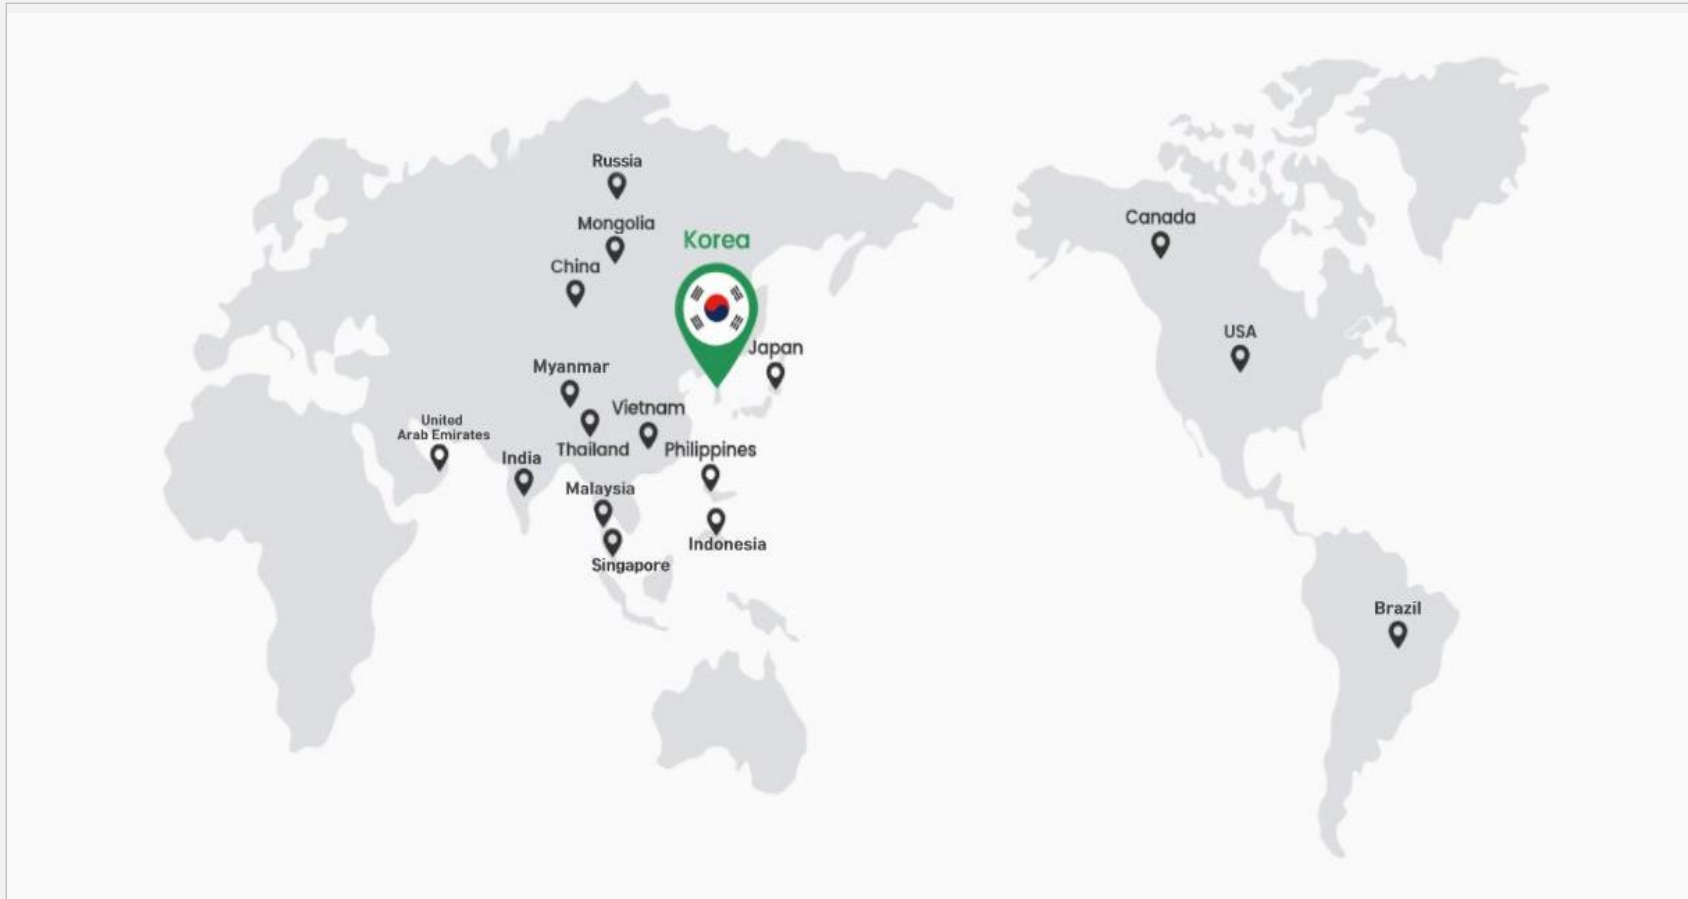 Russia
Canada
Mongolia
Korea
China
USA
Japan
Myanmar
Vietnam
United
Arab Emirates
Thailand
Philippines
India
Malaysia
Indonesia
Singapore
Brazil